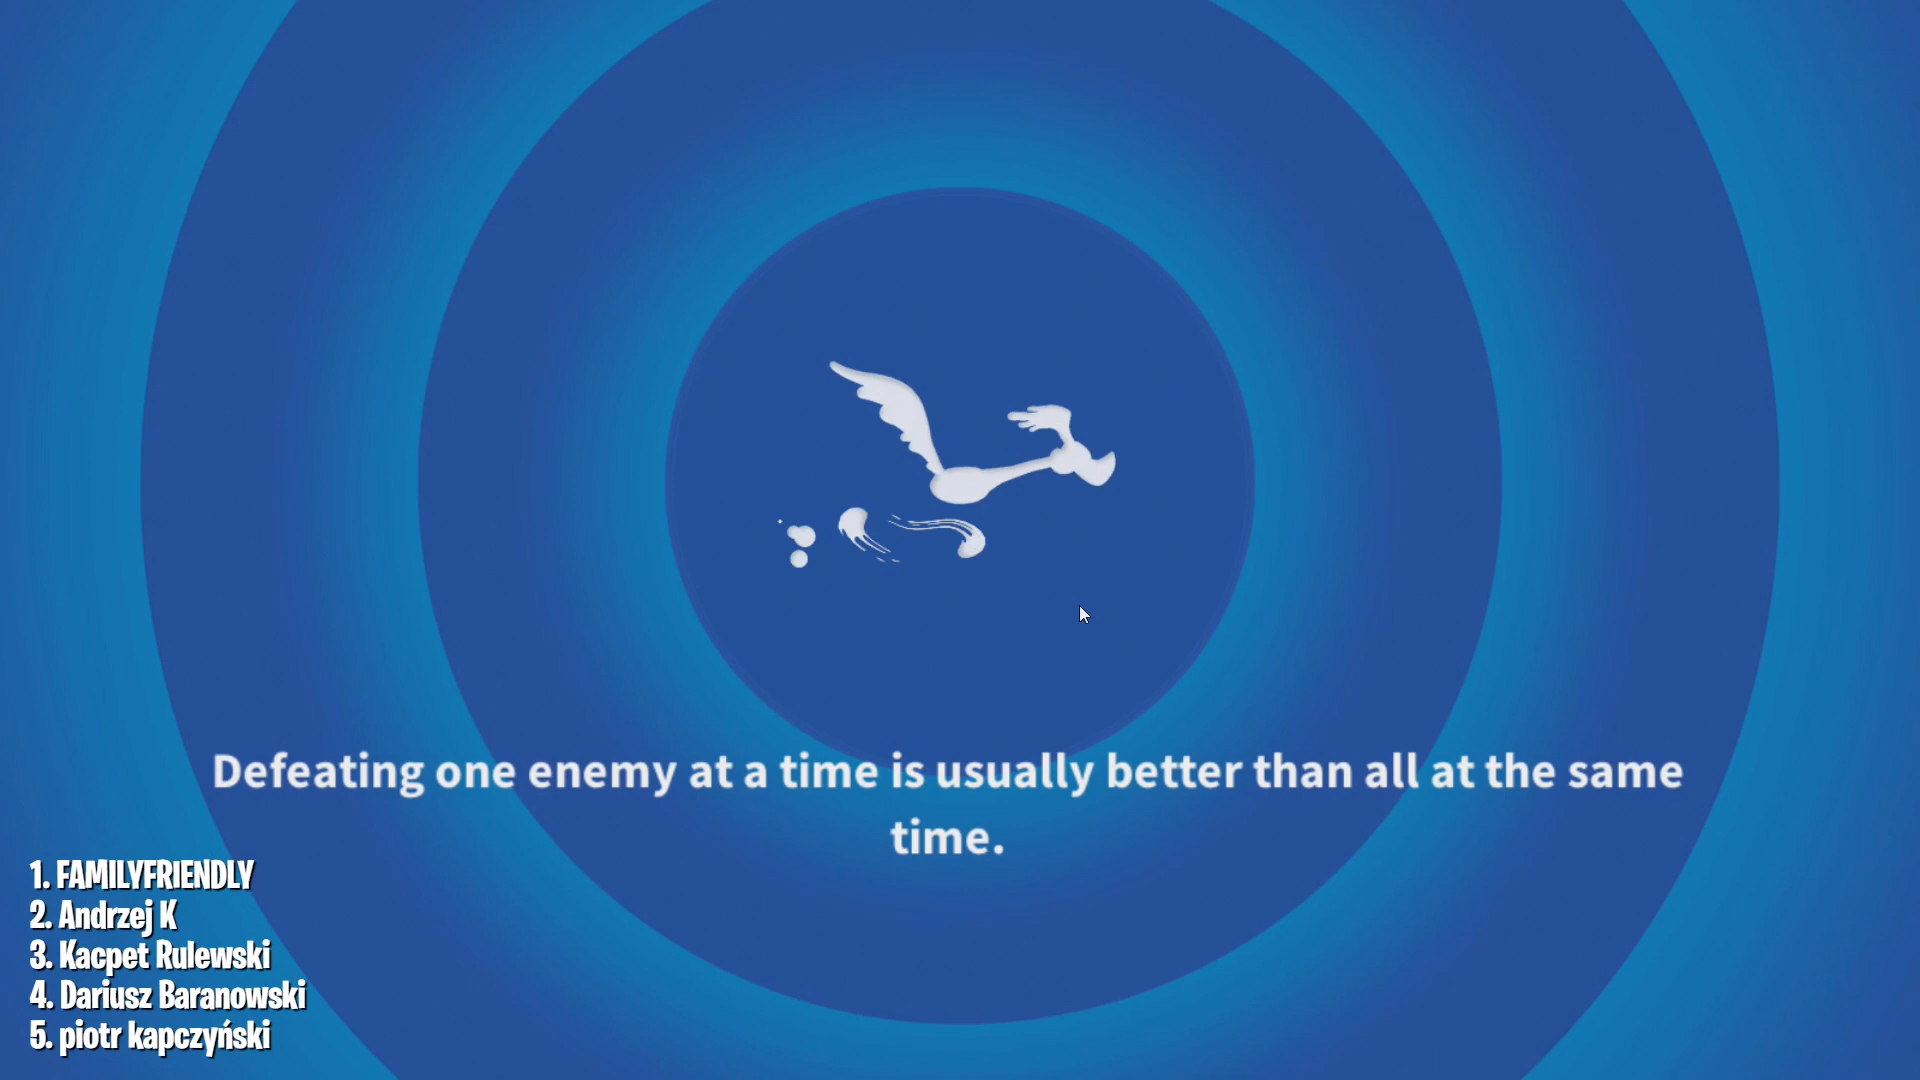 Defeating one enemy at a time is usually better than all at the same
time.
1. FAMILYFRIENDLY
2. Andrzej K
3. Kacpet Rulewski
4. Dariusz Baranowski
5. piotr kapczyński